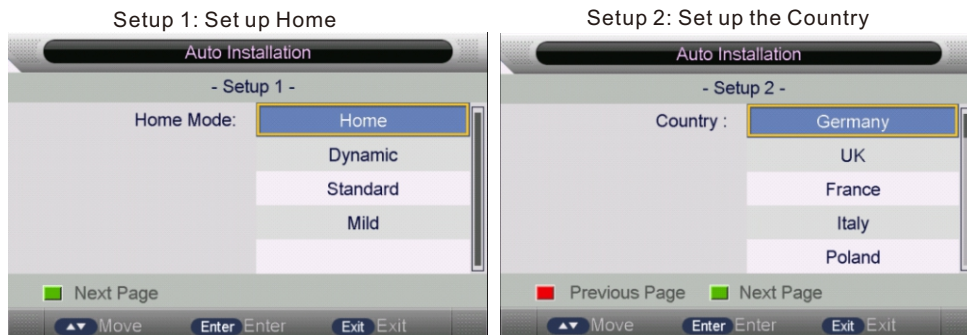 Setup 1: Set up Home
Auto Installation
- Setup 1 -
Home Mode: Home
Dynamic
Standard
Mild
Next Page
Move Enter Enter Exit Exit
Setup 2: Set up the Country
Auto Installation
- Setup 2 -
Country : Germany
UK
France
Italy
Poland
Previous Page Next Page
Move Enter Enter Exit Exit